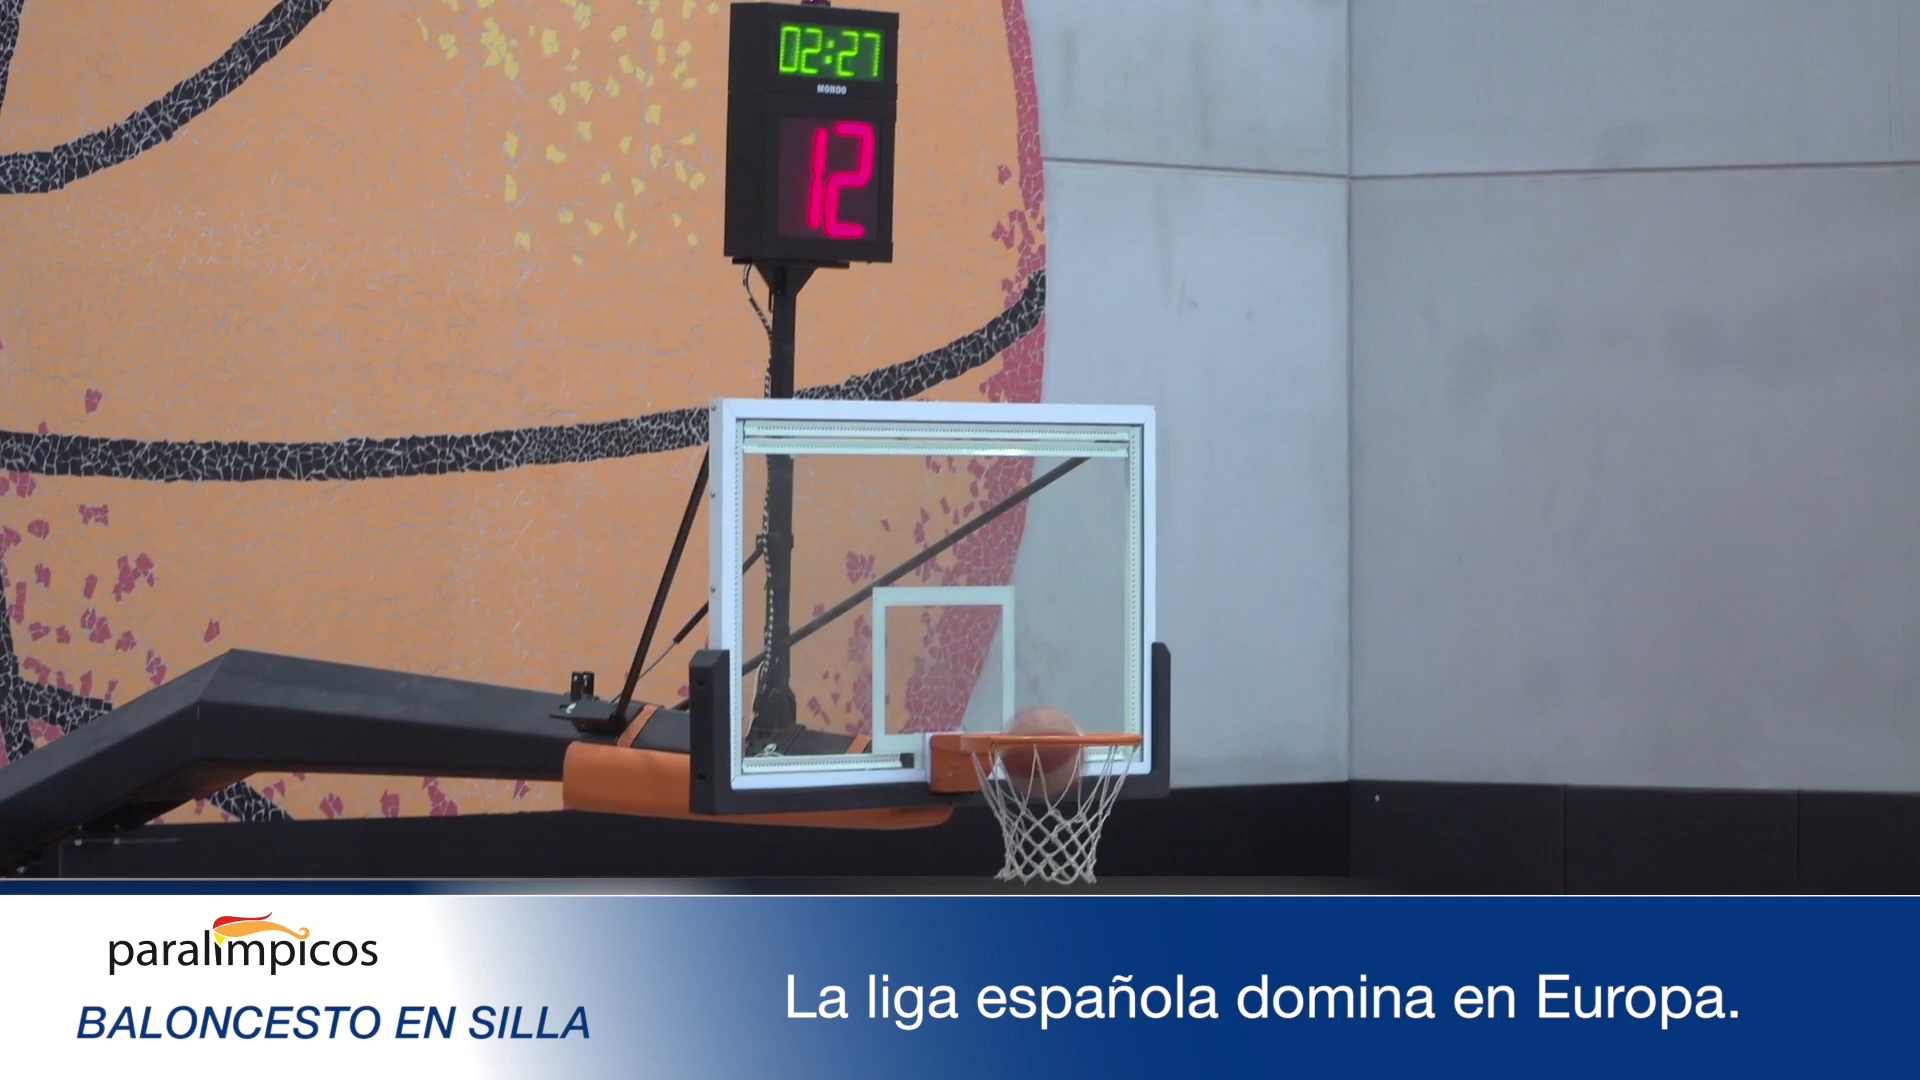 02:27
MONDO
12
paralimpicos
BALONCESTO EN SILLA
La liga española domina en Europa.